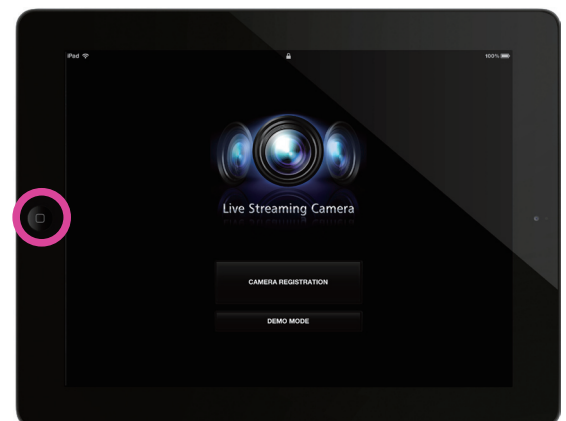 iPad 100%
Live Streaming Camera
CAMERA REGISTRATION
DEMO MODE